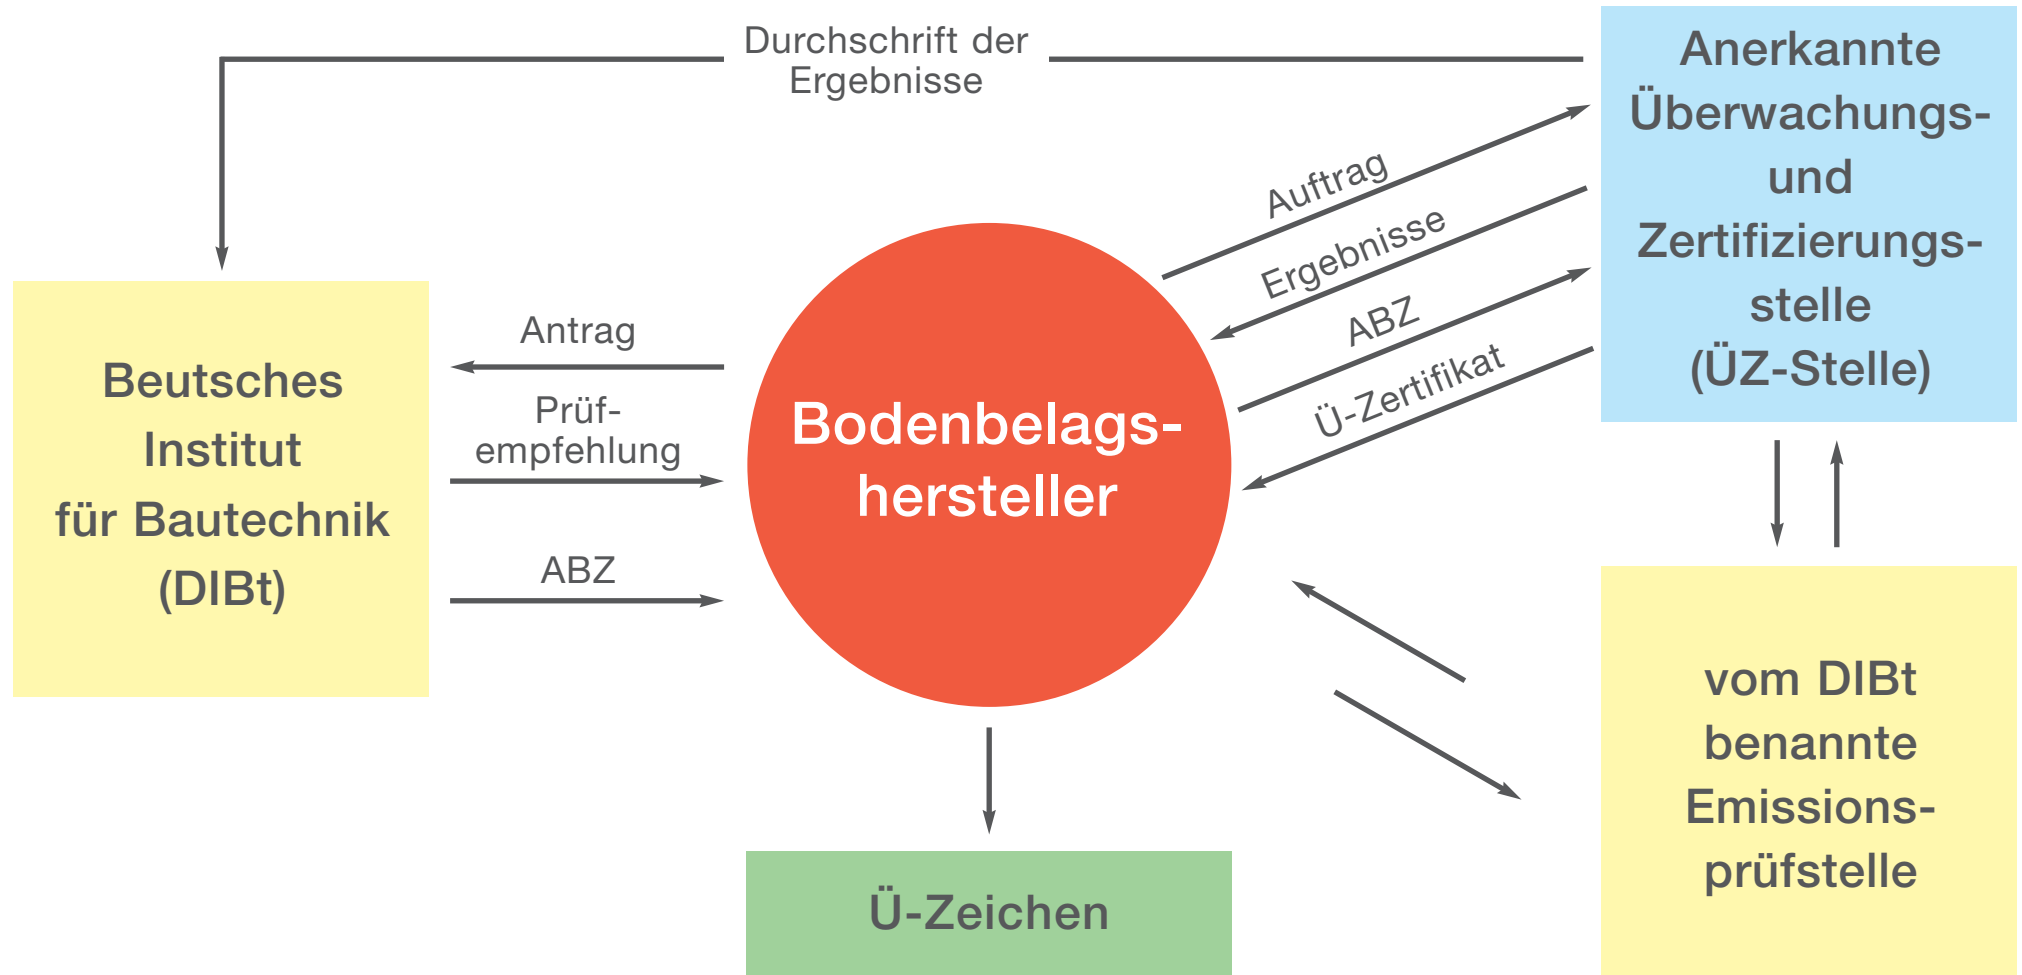 Durchschrift der
Ergebnisse
Anerkannte
Überwachungs-
und
Zertifizierungs-
stelle
(ÜZ-Stelle)
Auftrag
Ergebnisse
ABZ
Ü-Zertifikat
Beutsches
Institut
für Bautechnik
(DIBt)
Antrag
Prüf-
empfehlung
ABZ
Bodenbelags-
hersteller
vom DIBt
benannte
Emissions-
prüfstelle
Ü-Zeichen